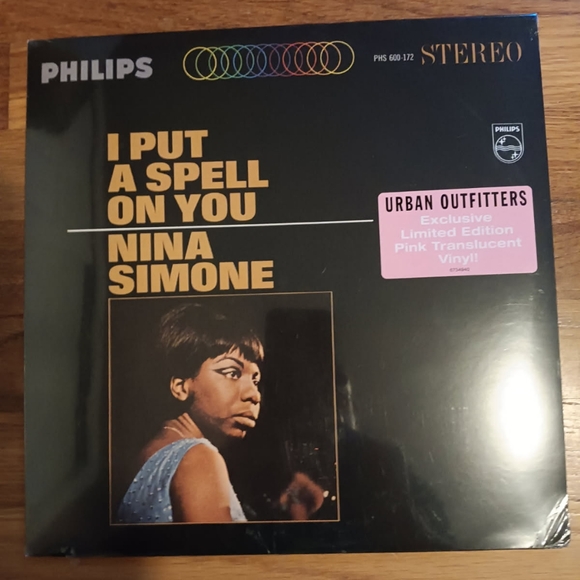 PHILIPS
PHS 600-172 STEREO
PHILIPS
I PUT
A SPELL
ON YOU
NINA
SIMONE
URBAN OUTFITTERS
Exclusive
Limited Edition
Pink Translucent
Vinyl!